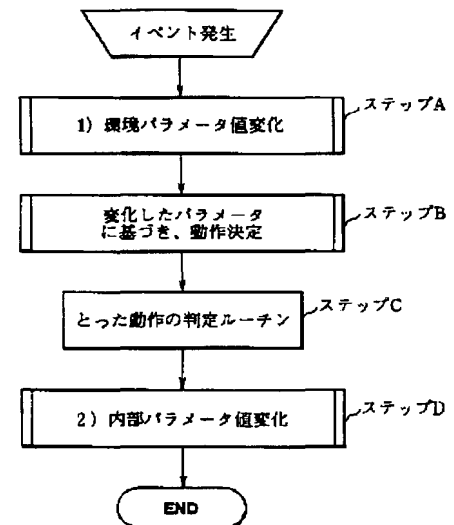 イベント発生
1) 環境パラメータ値変化
ステップA
変化したパラメータ
に基づき、動作決定
ステップB
とった動作の判定ルーチン
ステップC
2) 内部パラメータ値変化
ステップD
END